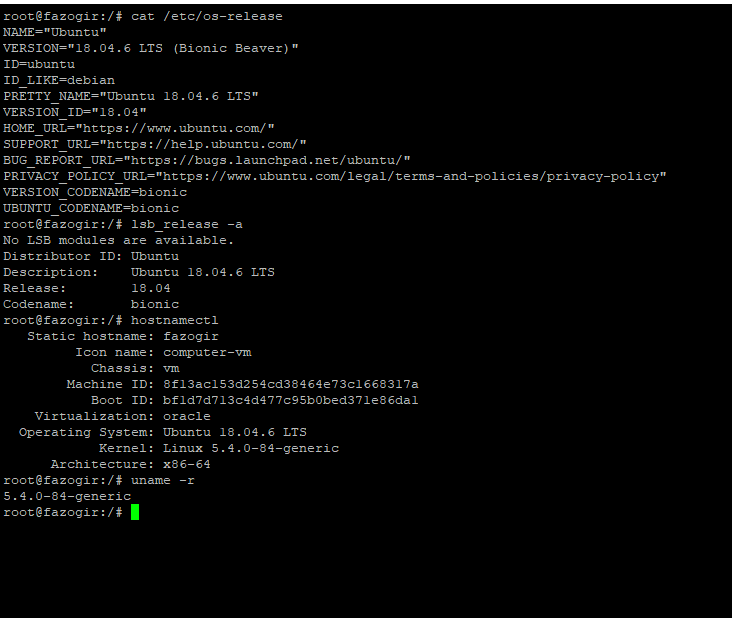 root@fazogir:/# cat /etc/os-release
NAME="Ubuntu"
VERSION="18.04.6 LTS (Bionic Beaver)"
ID=ubuntu
ID_LIKE=debian
PRETTY_NAME="Ubuntu 18.04.6 LTS"
VERSION_ID="18.04"
HOME_URL="https://www.ubuntu.com/"
SUPPORT_URL="https://help.ubuntu.com/"
BUG_REPORT_URL="https://bugs.launchpad.net/ubuntu/"
PRIVACY_POLICY_URL="https://www.ubuntu.com/legal/terms-and-policies/privacy-policy"
VERSION_CODENAME=bionic
UBUNTU_CODENAME=bionic
root@fazogir:/# lsb_release -a
No LSB modules are available.
Distributor ID: Ubuntu
Description:    Ubuntu 18.04.6 LTS
Release:        18.04
Codename:       bionic
root@fazogir:/# hostnamectl
   Static hostname: fazogir
         Icon name: computer-vm
           Chassis: vm
        Machine ID: 8f13ac153d254cd38464e73c1668317a
           Boot ID: bf1d7d713c4d477c95b0bed371e86da1
    Virtualization: oracle
  Operating System: Ubuntu 18.04.6 LTS
            Kernel: Linux 5.4.0-84-generic
      Architecture: x86-64
root@fazogir:/# uname -r
5.4.0-84-generic
root@fazogir:/#